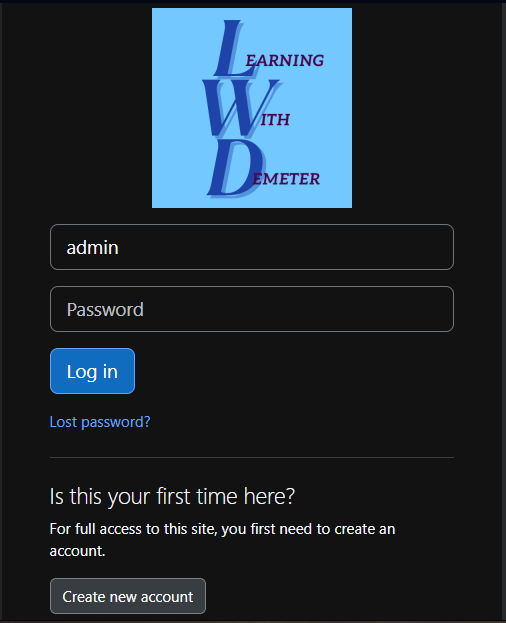 LEARNING
WITH
DEMETER
admin
Password
Log in
Lost password?
Is this your first time here?
For full access to this site, you first need to create an
account.
Create new account